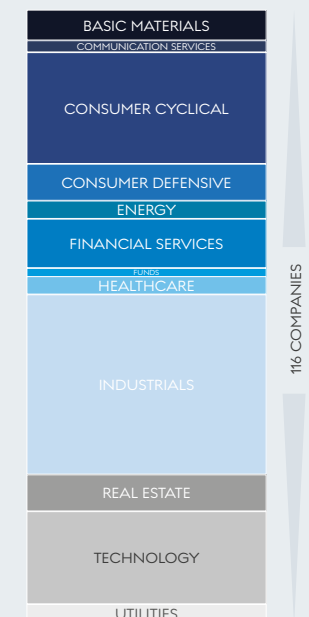 BASIC MATERIALS
COMMUNICATION SERVICES
CONSUMER CYCLICAL
CONSUMER DEFENSIVE
ENERGY
FINANCIAL SERVICES
FUNDS
HEALTHCARE
INDUSTRIALS
REAL ESTATE
TECHNOLOGY
UTILITIES
116 COMPANIES